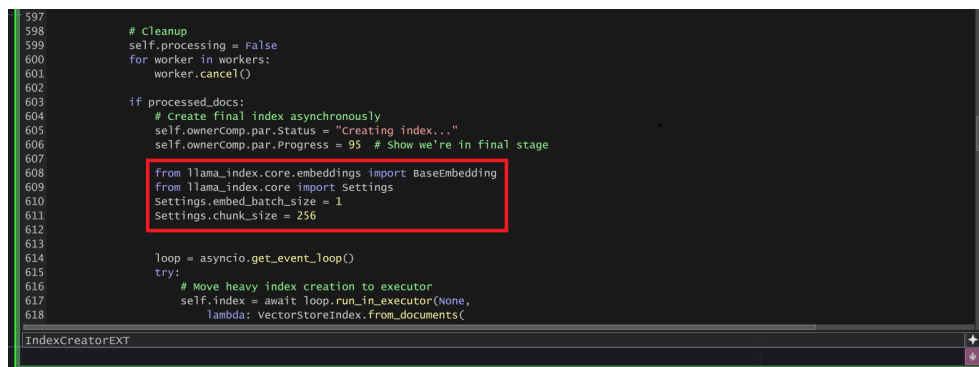 597
598 # Cleanup
599 self.processing = False
600 for worker in workers:
601 worker.cancel()
602
603 if processed_docs:
604 # Create final index asynchronously
605 self.ownerComp.par.Status = "Creating index..."
606 self.ownerComp.par.Progress = 95 # Show we're in final stage
607
608 from llama_index.core.embeddings import BaseEmbedding
609 from llama_index.core import Settings
610 Settings.embed_batch_size = 1
611 Settings.chunk_size = 256
612
613
614 loop = asyncio.get_event_loop()
615 try:
616 # Move heavy index creation to executor
617 self.index = await loop.run_in_executor(None,
618 lambda: VectorStoreIndex.from_documents(
IndexCreatorEXT